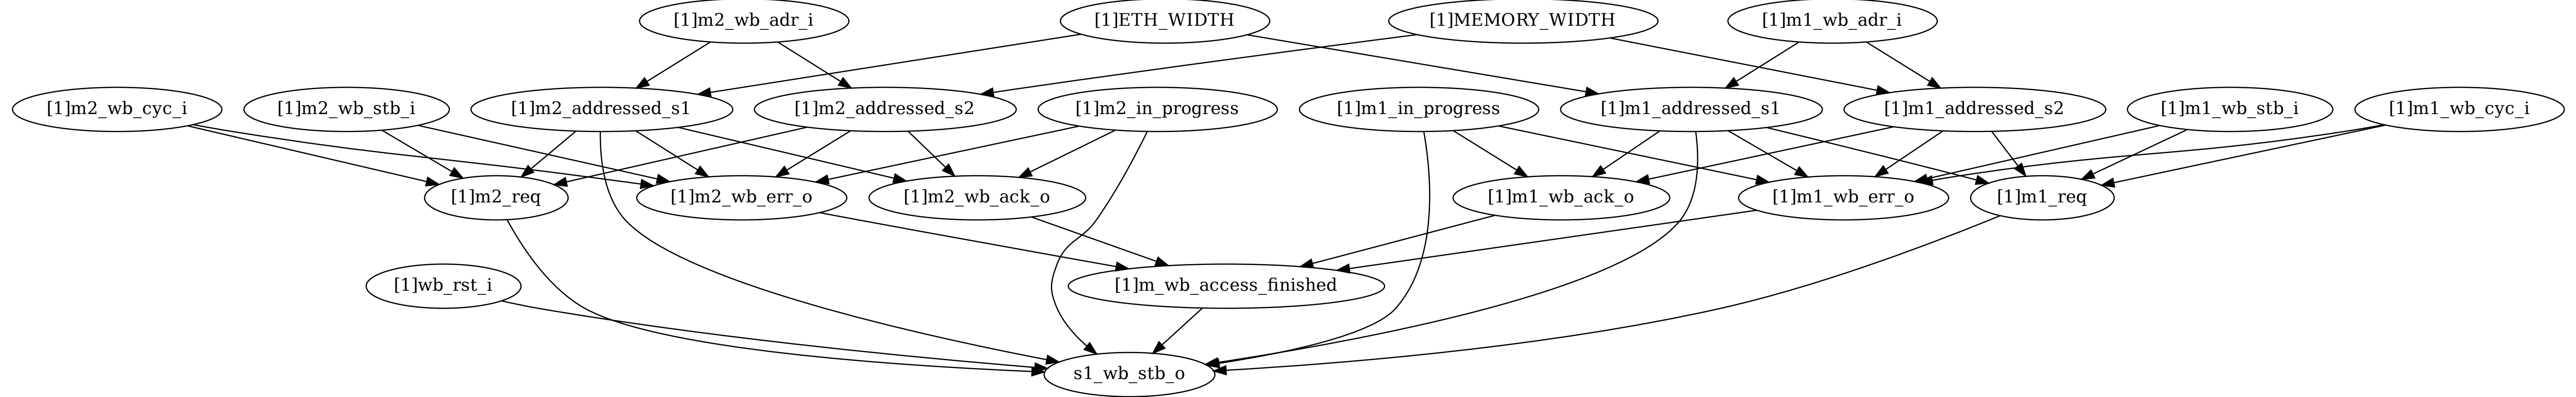 [1]m2_wb_adr_i
[1]ETH_WIDTH
[1]MEMORY_WIDTH
[1]m1_wb_adr_i
[1]m2_wb_cyc_i
[1]m2_wb_stb_i
[1]m2_addressed_s1
[1]m2_addressed_s2
[1]m2_in_progress
[1]m1_in_progress
[1]m1_addressed_s1
[1]m1_addressed_s2
[1]m1_wb_stb_i
[1]m1_wb_cyc_i
[1]m2_req
[1]m2_wb_err_o
[1]m2_wb_ack_o
[1]m1_wb_ack_o
[1]m1_wb_err_o
[1]m1_req
[1]wb_rst_i
[1]m_wb_access_finished
s1_wb_stb_o